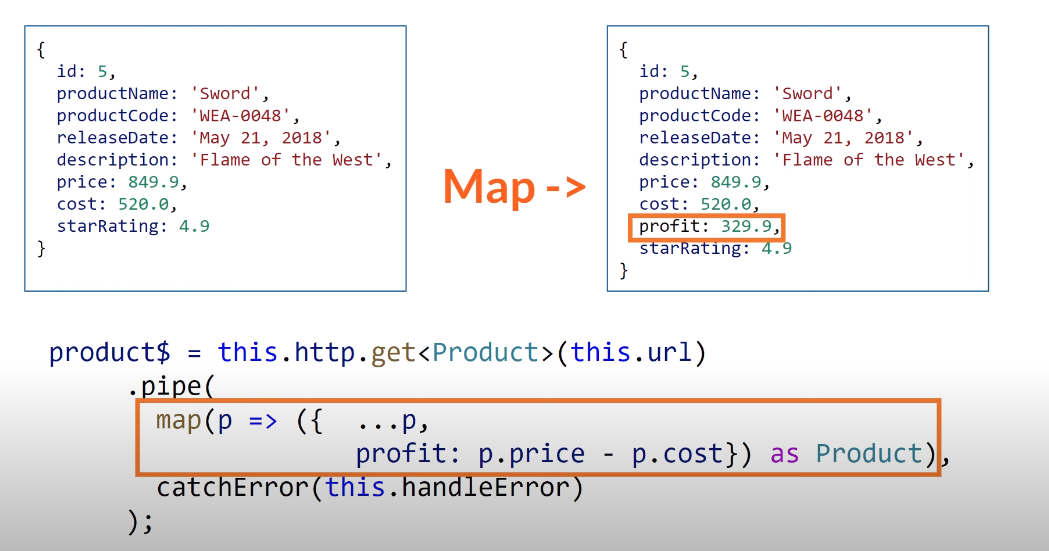 {
id: 5,
productName: 'Sword',
productCode: 'WEA-0048',
releaseDate: 'May 21, 2018',
description: 'Flame of the West',
price: 849.9,
cost: 520.0,
starRating: 4.9
}
Map ->
{
id: 5,
productName: 'Sword',
productCode: 'WEA-0048',
releaseDate: 'May 21, 2018',
description: 'Flame of the West',
price: 849.9,
cost: 520.0,
profit: 329.9,
starRating: 4.9
}
product$ = this.http.get<Product>(this.url)
.pipe(
map(p => ({ ...p,
profit: p.price - p.cost}) as Product),
catchError(this.handleError)
);